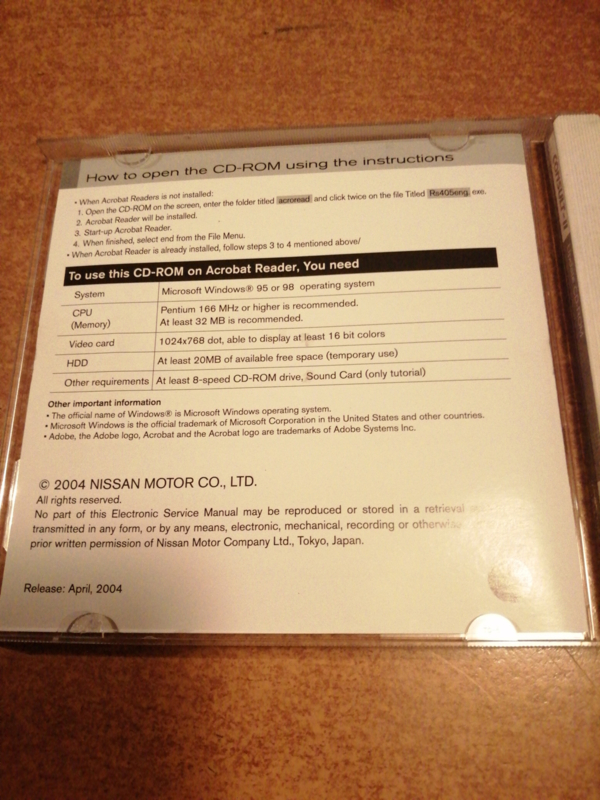 How to open the CD-ROM using the instructions
• When Acrobat Readers is not installed:
1. Open the CD-ROM on the screen, enter the folder titled acroread and click twice on the file Titled Rs405eng. exe.
2. Acrobat Reader will be installed.
3. Start-up Acrobat Reader.
4. When finished, select end from the File Menu.
• When Acrobat Reader is already installed, follow steps 3 to 4 mentioned above/
To use this CD-ROM on Acrobat Reader, You need
System Microsoft Windows® 95 or 98 operating system
CPU Pentium 166 MHz or higher is recommended.
(Memory) At least 32 MB is recommended.
Video card 1024x768 dot, able to display at least 16 bit colors
HDD At least 20MB of available free space (temporary use)
Other requirements At least 8-speed CD-ROM drive, Sound Card (only tutorial)
Other important information
• The official name of Windows® is Microsoft Windows operating system.
• Microsoft Windows is the official trademark of Microsoft Corporation in the United States and other countries.
• Adobe, the Adobe logo, Acrobat and the Acrobat logo are trademarks of Adobe Systems Inc.
© 2004 NISSAN MOTOR CO., LTD.
All rights reserved.
No part of this Electronic Service Manual may be reproduced or stored in a retrieval
transmitted in any form, or by any means, electronic, mechanical, recording or otherwise
prior written permission of Nissan Motor Company Ltd., Tokyo, Japan.
Release: April, 2004